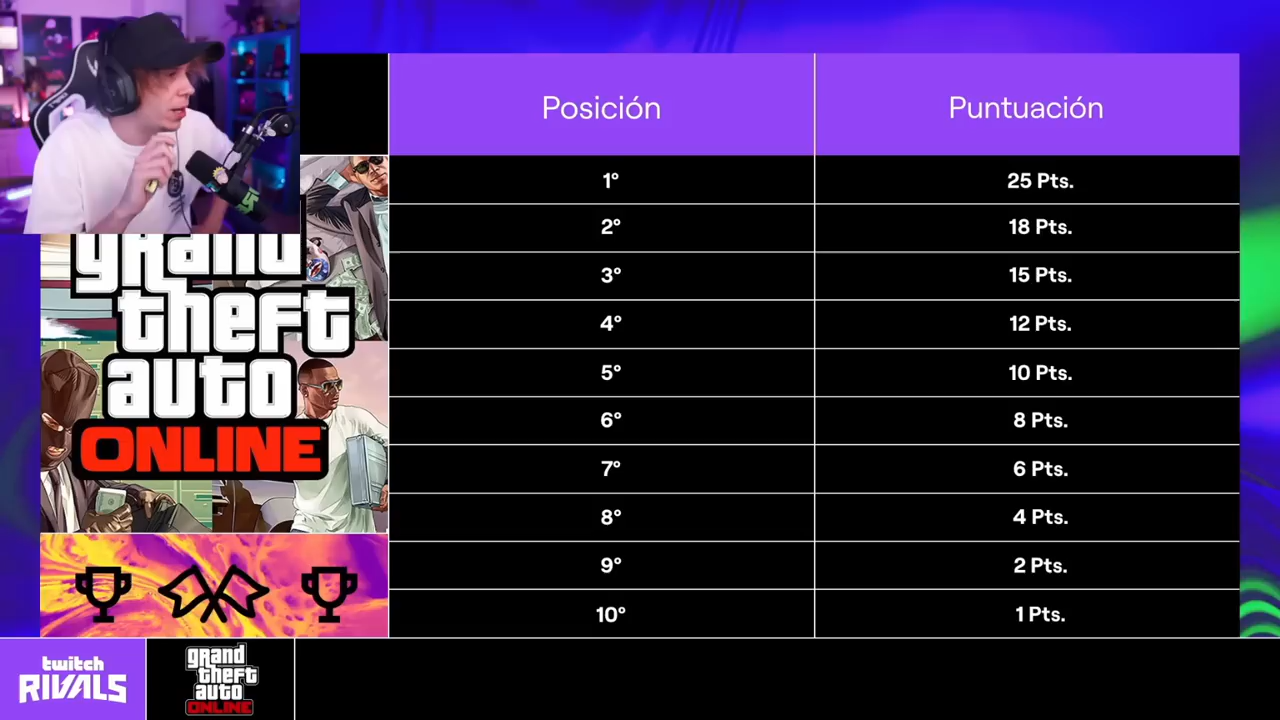 Posición Puntuación
1° 25 Pts.
2° 18 Pts.
3° 15 Pts.
4° 12 Pts.
5° 10 Pts.
6° 8 Pts.
7° 6 Pts.
8° 4 Pts.
9° 2 Pts.
10° 1 Pts.
grand
theft
auto
ONLINE
twitch
RIVALS
grand
theft
auto
ONLINE